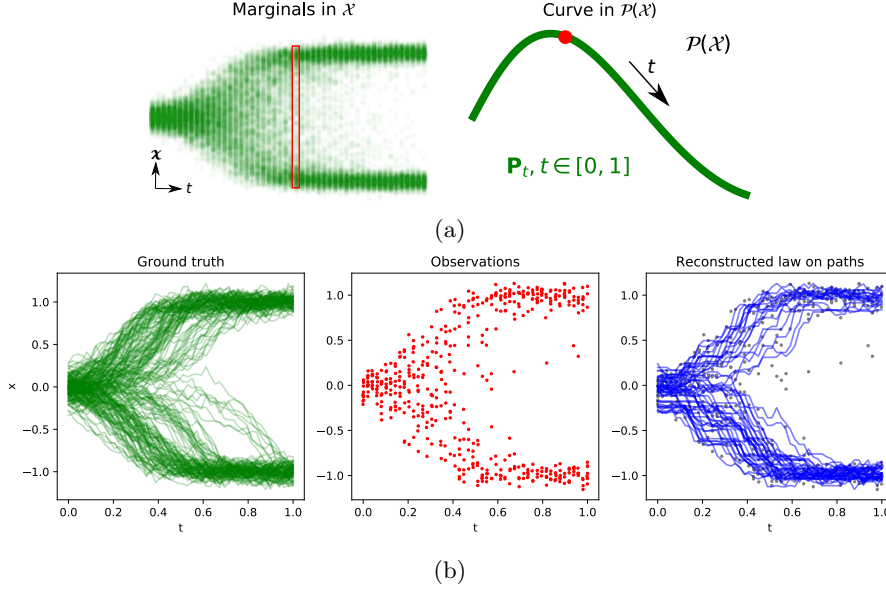 Marginals in 𝒳
Curve in 𝒫(𝒳)
𝒫(𝒳)
t
x
t
P_t, t ∈ [0, 1]
(a)
Ground truth
Observations
Reconstructed law on paths
1.0
0.5
0.0
−0.5
−1.0
x
0.0 0.2 0.4 0.6 0.8 1.0
t
1.0
0.5
0.0
−0.5
−1.0
0.0 0.2 0.4 0.6 0.8 1.0
t
1.0
0.5
0.0
−0.5
−1.0
0.0 0.2 0.4 0.6 0.8 1.0
t
(b)